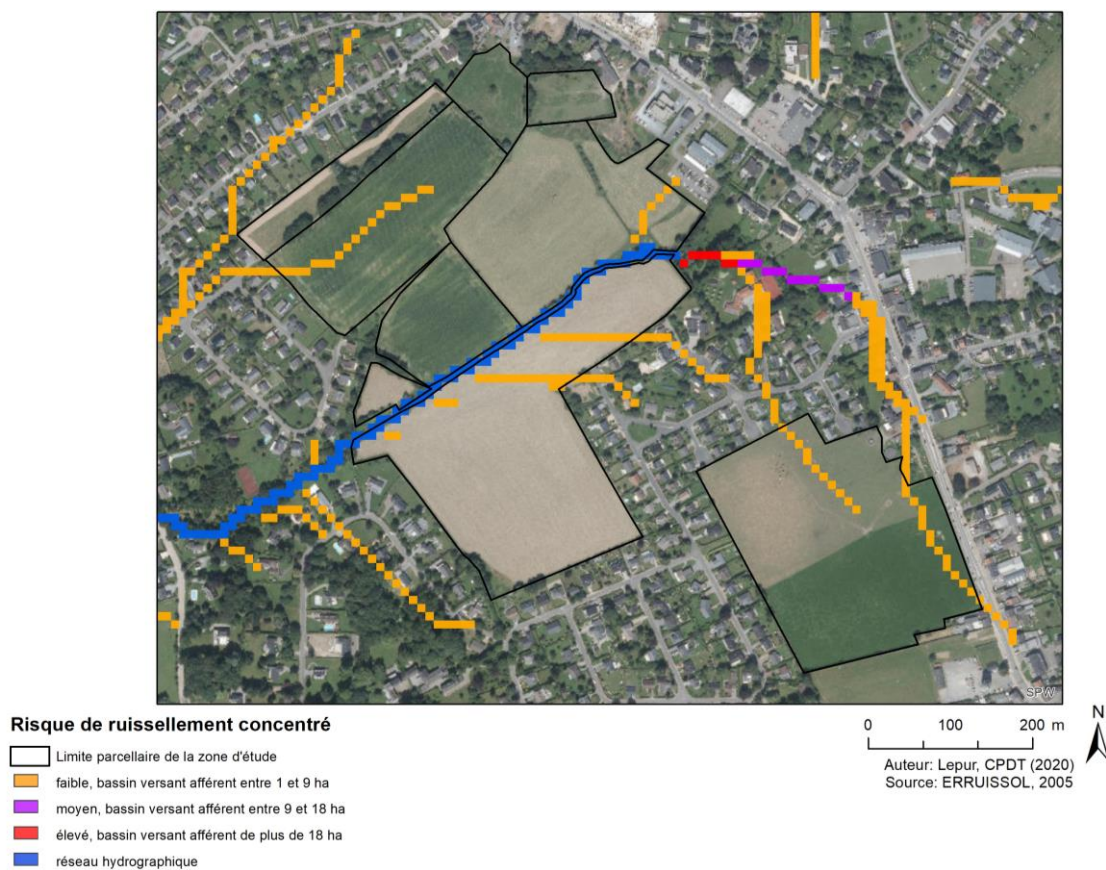 SPW
Risque de ruissellement concentré
Limite parcellaire de la zone d'étude
faible, bassin versant afférent entre 1 et 9 ha
moyen, bassin versant afférent entre 9 et 18 ha
élevé, bassin versant afférent de plus de 18 ha
réseau hydrographique
0 100 200 m
N
Auteur: Lepur, CPDT (2020)
Source: ERRUISSOL, 2005